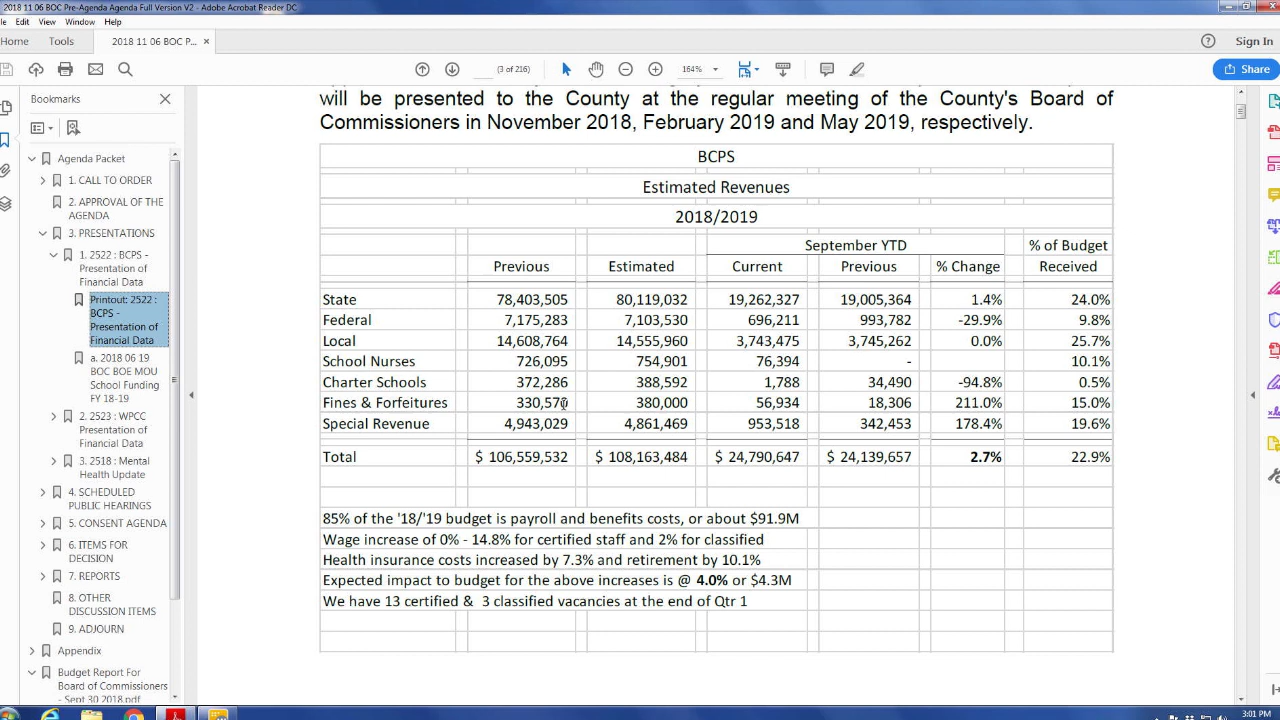 2018 11 06 BOC Pre-Agenda Agenda Full Version V2 - Adobe Acrobat Reader DC
Edit View Window Help
Home Tools 2018 11 06 BOC P... × Sign In
(3 of 216) 164% Share
Bookmarks
Agenda Packet
1. CALL TO ORDER
2. APPROVAL OF THE
AGENDA
3. PRESENTATIONS
1. 2522 : BCPS -
Presentation of
Financial Data
Printout: 2522 :
BCPS -
Presentation of
Financial Data
a. 2018 06 19
BOC BOE MOU
School Funding
FY 18-19
2. 2523 : WPCC
Presentation of
Financial Data
3. 2518 : Mental
Health Update
4. SCHEDULED
PUBLIC HEARINGS
5. CONSENT AGENDA
6. ITEMS FOR
DECISION
7. REPORTS
8. OTHER
DISCUSSION ITEMS
9. ADJOURN
Appendix
Budget Report For
Board of Commissioners
- Sept 30 2018.pdf
will be presented to the County at the regular meeting of the County's Board of
Commissioners in November 2018, February 2019 and May 2019, respectively.
BCPS
Estimated Revenues
2018/2019
September YTD % of Budget
Previous Estimated Current Previous % Change Received
State 78,403,505 80,119,032 19,262,327 19,005,364 1.4% 24.0%
Federal 7,175,283 7,103,530 696,211 993,782 -29.9% 9.8%
Local 14,608,764 14,555,960 3,743,475 3,745,262 0.0% 25.7%
School Nurses 726,095 754,901 76,394 - 10.1%
Charter Schools 372,286 388,592 1,788 34,490 -94.8% 0.5%
Fines & Forfeitures 330,570 380,000 56,934 18,306 211.0% 15.0%
Special Revenue 4,943,029 4,861,469 953,518 342,453 178.4% 19.6%
Total $ 106,559,532 $ 108,163,484 $ 24,790,647 $ 24,139,657 2.7% 22.9%
85% of the '18/'19 budget is payroll and benefits costs, or about $91.9M
Wage increase of 0% - 14.8% for certified staff and 2% for classified
Health insurance costs increased by 7.3% and retirement by 10.1%
Expected impact to budget for the above increases is @ 4.0% or $4.3M
We have 13 certified & 3 classified vacancies at the end of Qtr 1
3:01 PM